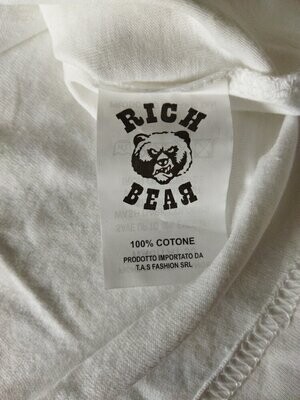 RICH
BEAR
100% COTONE
PRODOTTO IMPORTATO DA
T.A.S FASHION SRL